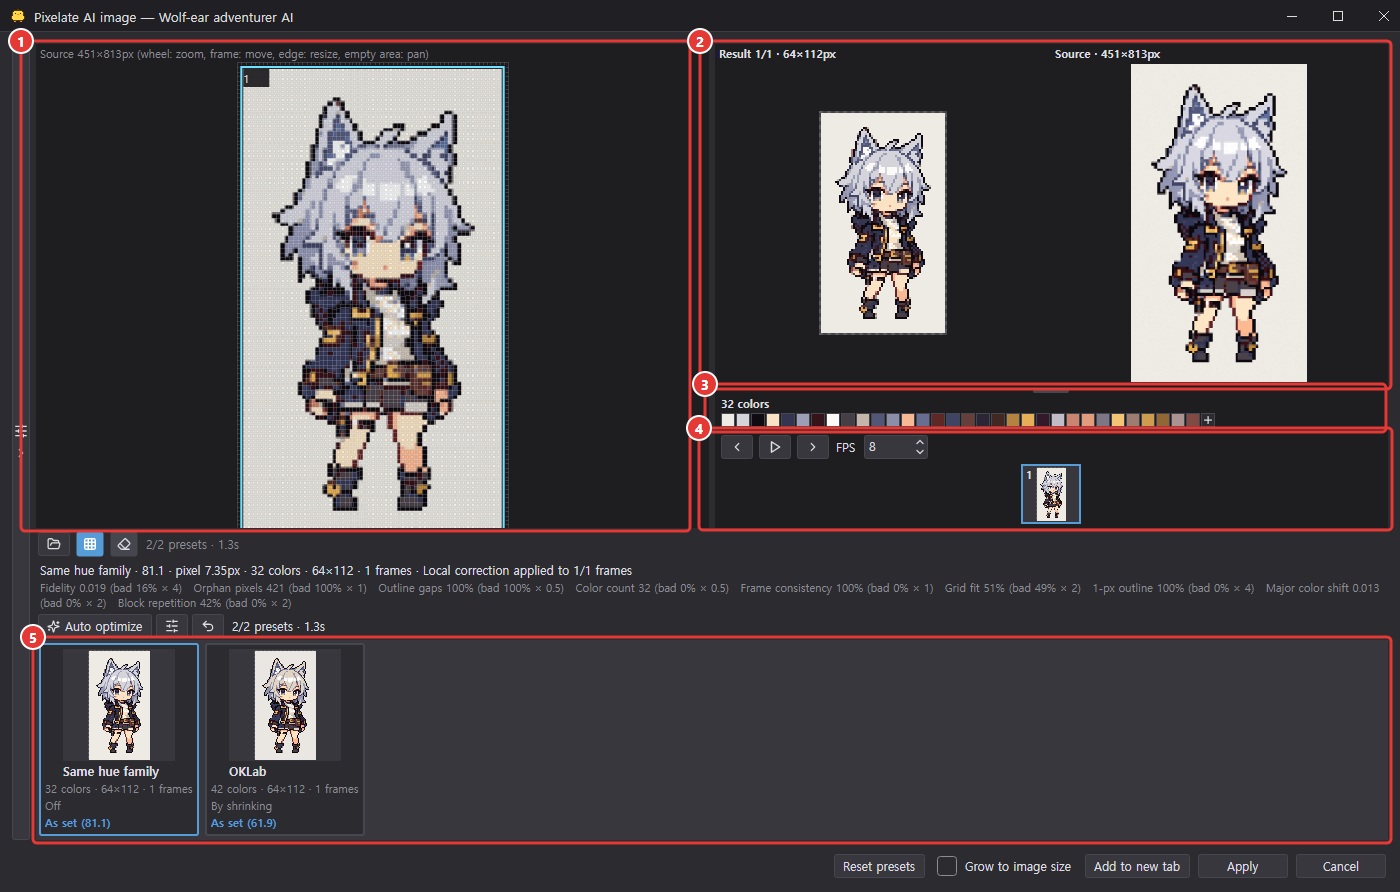 Pixelate AI image — Wolf-ear adventurer AI
1
Source 451×813px (wheel: zoom, frame: move, edge: resize, empty area: pan)
1
2
Result 1/1 · 64×112px
Source · 451×813px
3
32 colors
+
4
FPS
8
1
2/2 presets · 1.3s
Same hue family · 81.1 · pixel 7.35px · 32 colors · 64×112 · 1 frames · Local correction applied to 1/1 frames
Fidelity 0.019 (bad 16% × 4) Orphan pixels 421 (bad 100% × 1) Outline gaps 100% (bad 100% × 0.5) Color count 32 (bad 0% × 0.5) Frame consistency 100% (bad 0% × 1) Grid fit 51% (bad 49% × 2) 1-px outline 100% (bad 0% × 4) Major color shift 0.013
(bad 0% × 2) Block repetition 42% (bad 0% × 2)
Auto optimize
2/2 presets · 1.3s
5
Same hue family
32 colors · 64×112 · 1 frames
Off
As set (81.1)
OKLab
42 colors · 64×112 · 1 frames
By shrinking
As set (61.9)
Reset presets
Grow to image size
Add to new tab
Apply
Cancel